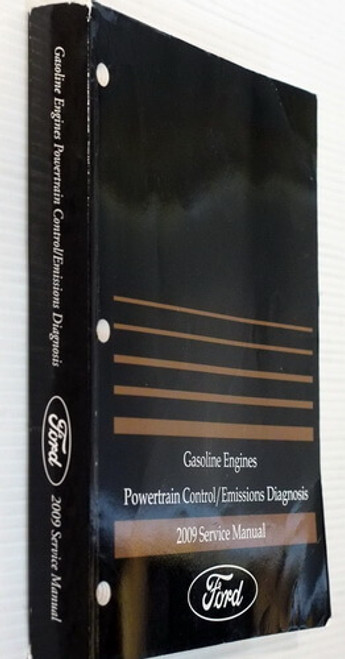 Gasoline Engines Powertrain Control/Emissions Diagnosis
Ford
2009 Service Manual
Gasoline Engines
Powertrain Control/Emissions Diagnosis
2009 Service Manual
Ford